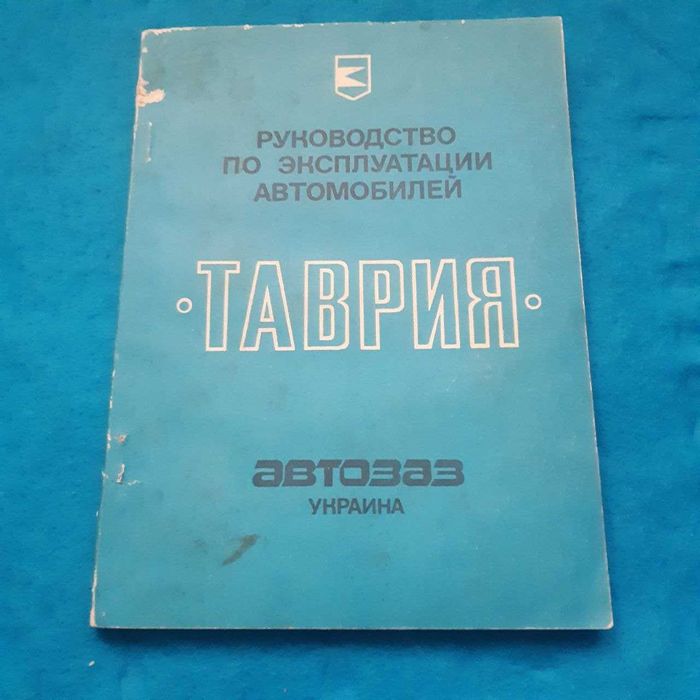 РУКОВОДСТВО
ПО ЭКСПЛУАТАЦИИ
АВТОМОБИЛЕЙ
ТАВРИЯ
автозаз
УКРАИНА